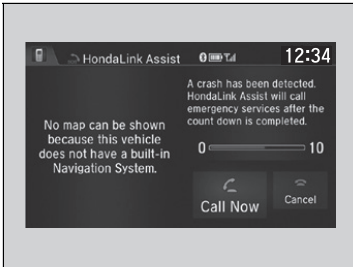 HondaLink Assist
12:34
No map can be shown
because this vehicle
does not have a built-in
Navigation System.
A crash has been detected.
HondaLink Assist will call
emergency services after the
count down is completed.
0 10
Call Now
Cancel